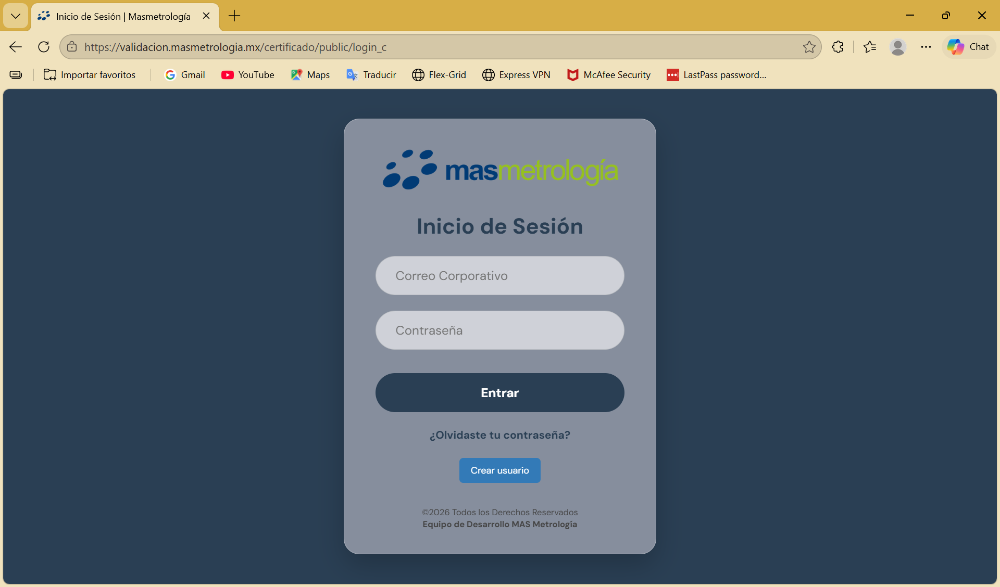 Inicio de Sesión | Masmetrología
https://validacion.masmetrologia.mx/certificado/public/login_c
Chat
Importar favoritos
Gmail
YouTube
Maps
Traducir
Flex-Grid
Express VPN
McAfee Security
LastPass password...
masmetrología
Inicio de Sesión
Correo Corporativo
Contraseña
Entrar
¿Olvidaste tu contraseña?
Crear usuario
©2026 Todos los Derechos Reservados
Equipo de Desarrollo MAS Metrología